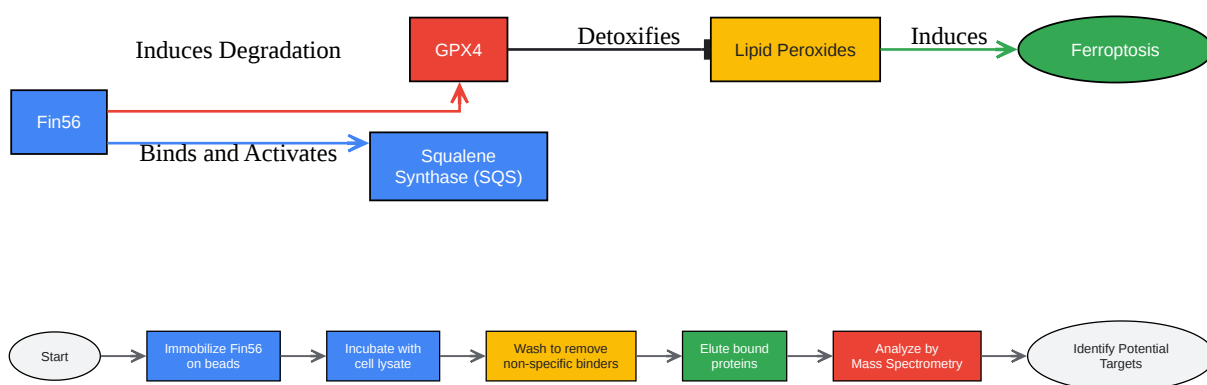 Induces Degradation
GPX4
Detoxifies
Lipid Peroxides
Induces
Ferroptosis
Fin56
Binds and Activates
Squalene
Synthase (SQS)
Start
Immobilize Fin56
on beads
Incubate with
cell lysate
Wash to remove
non-specific binders
Elute bound
proteins
Analyze by
Mass Spectrometry
Identify Potential
Targets